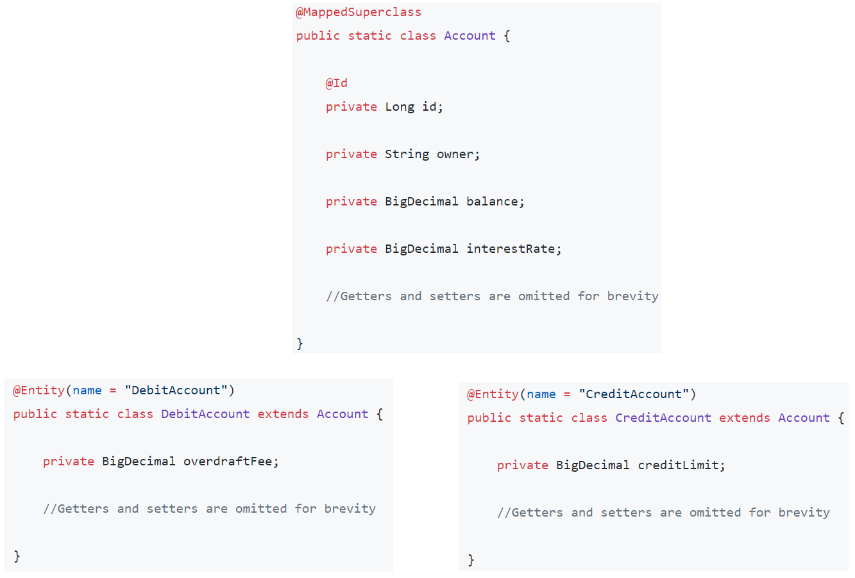 @MappedSuperclass
public static class Account {
@Id
private Long id;
private String owner;
private BigDecimal balance;
private BigDecimal interestRate;
//Getters and setters are omitted for brevity
}
@Entity(name = "DebitAccount")
public static class DebitAccount extends Account {
private BigDecimal overdraftFee;
//Getters and setters are omitted for brevity
}
@Entity(name = "CreditAccount")
public static class CreditAccount extends Account {
private BigDecimal creditLimit;
//Getters and setters are omitted for brevity
}